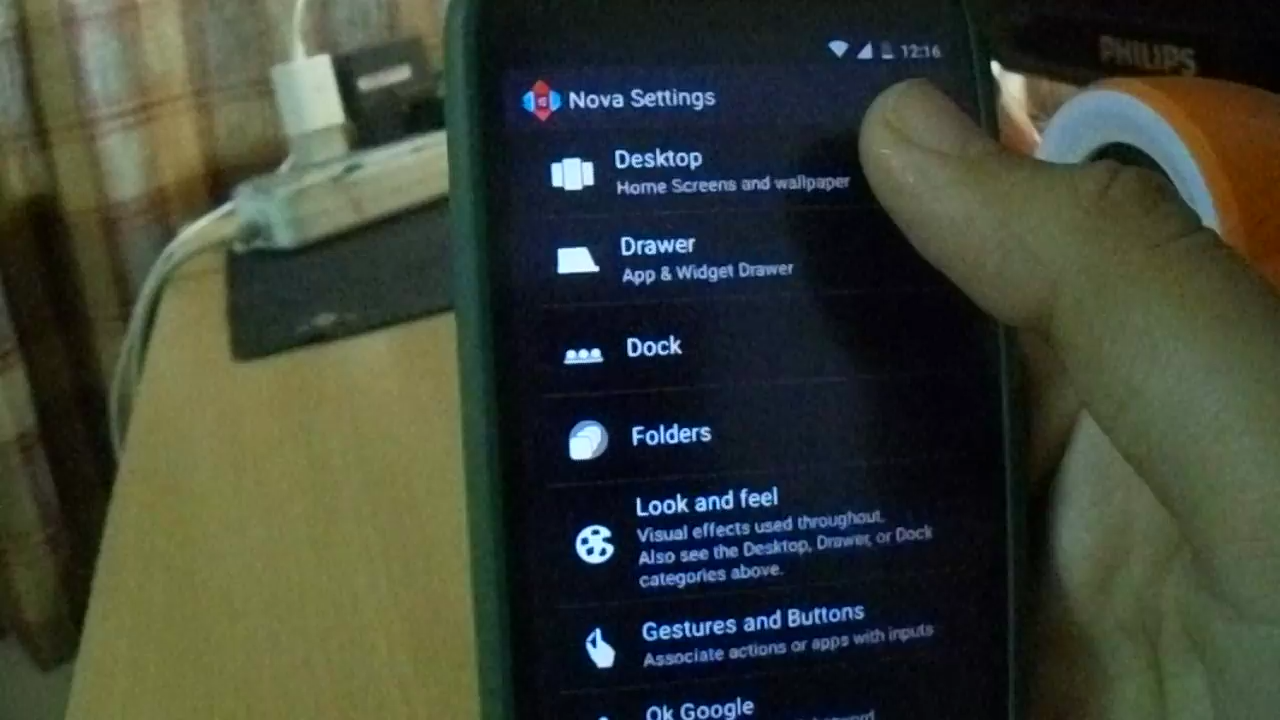 PHILIPS
12:16
Nova Settings
Desktop
Home Screens and wallpaper
Drawer
App & Widget Drawer
Dock
Folders
Look and feel
Visual effects used throughout.
Also see the Desktop, Drawer, or Dock
categories above.
Gestures and Buttons
Associate actions or apps with inputs
Ok Google